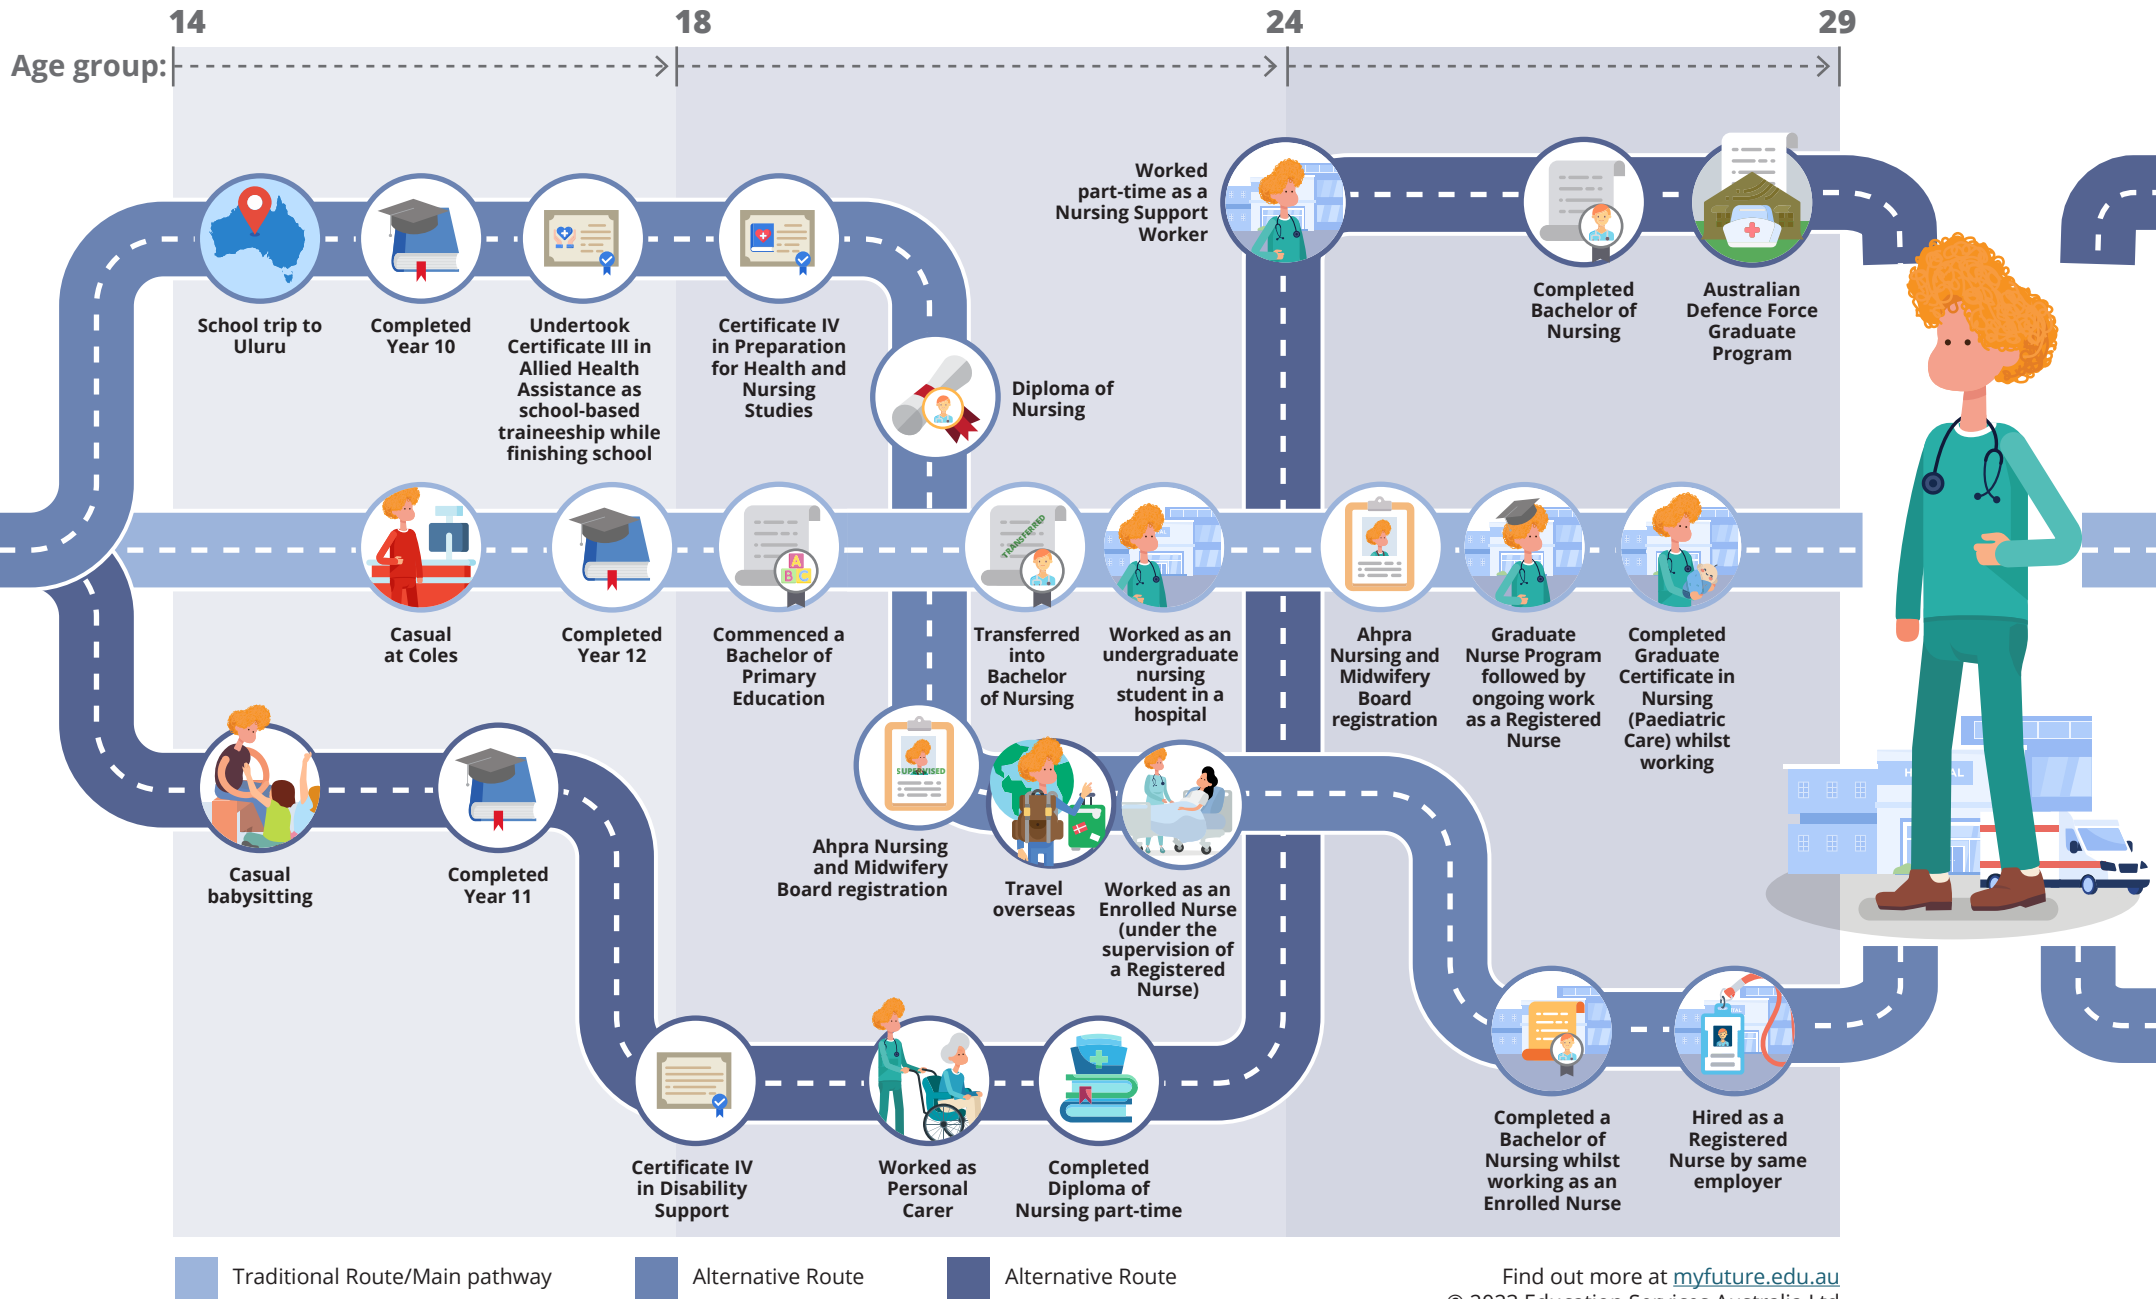 14
18
24
29
Age group:
Worked
part-time as a
Nursing Support
Worker
School trip to
Uluru
Completed
Year 10
Undertook
Certificate III in
Allied Health
Assistance as
school-based
traineeship while
finishing school
Certificate IV
in Preparation
for Health and
Nursing
Studies
Diploma of
Nursing
Completed
Bachelor of
Nursing
Australian
Defence Force
Graduate
Program
TRANSFERRED
A
B C
Casual
at Coles
Completed
Year 12
Commenced a
Bachelor of
Primary
Education
Transferred
into
Bachelor
of Nursing
Worked as an
undergraduate
nursing
student in a
hospital
Ahpra
Nursing and
Midwifery
Board
registration
Graduate
Nurse Program
followed by
ongoing work
as a Registered
Nurse
Completed
Graduate
Certificate in
Nursing
(Paediatric
Care) whilst
working
SUPERVISED
Casual
babysitting
Completed
Year 11
Ahpra Nursing
and Midwifery
Board registration
Travel
overseas
Worked as an
Enrolled Nurse
(under the
supervision of
a Registered
Nurse)
Certificate IV
in Disability
Support
Worked as
Personal
Carer
Completed
Diploma of
Nursing part-time
Completed a
Bachelor of
Nursing whilst
working as an
Enrolled Nurse
Hired as a
Registered
Nurse by same
employer
Traditional Route/Main pathway
Alternative Route
Alternative Route
Find out more at myfuture.edu.au
© 2023 Education Services Australia Ltd